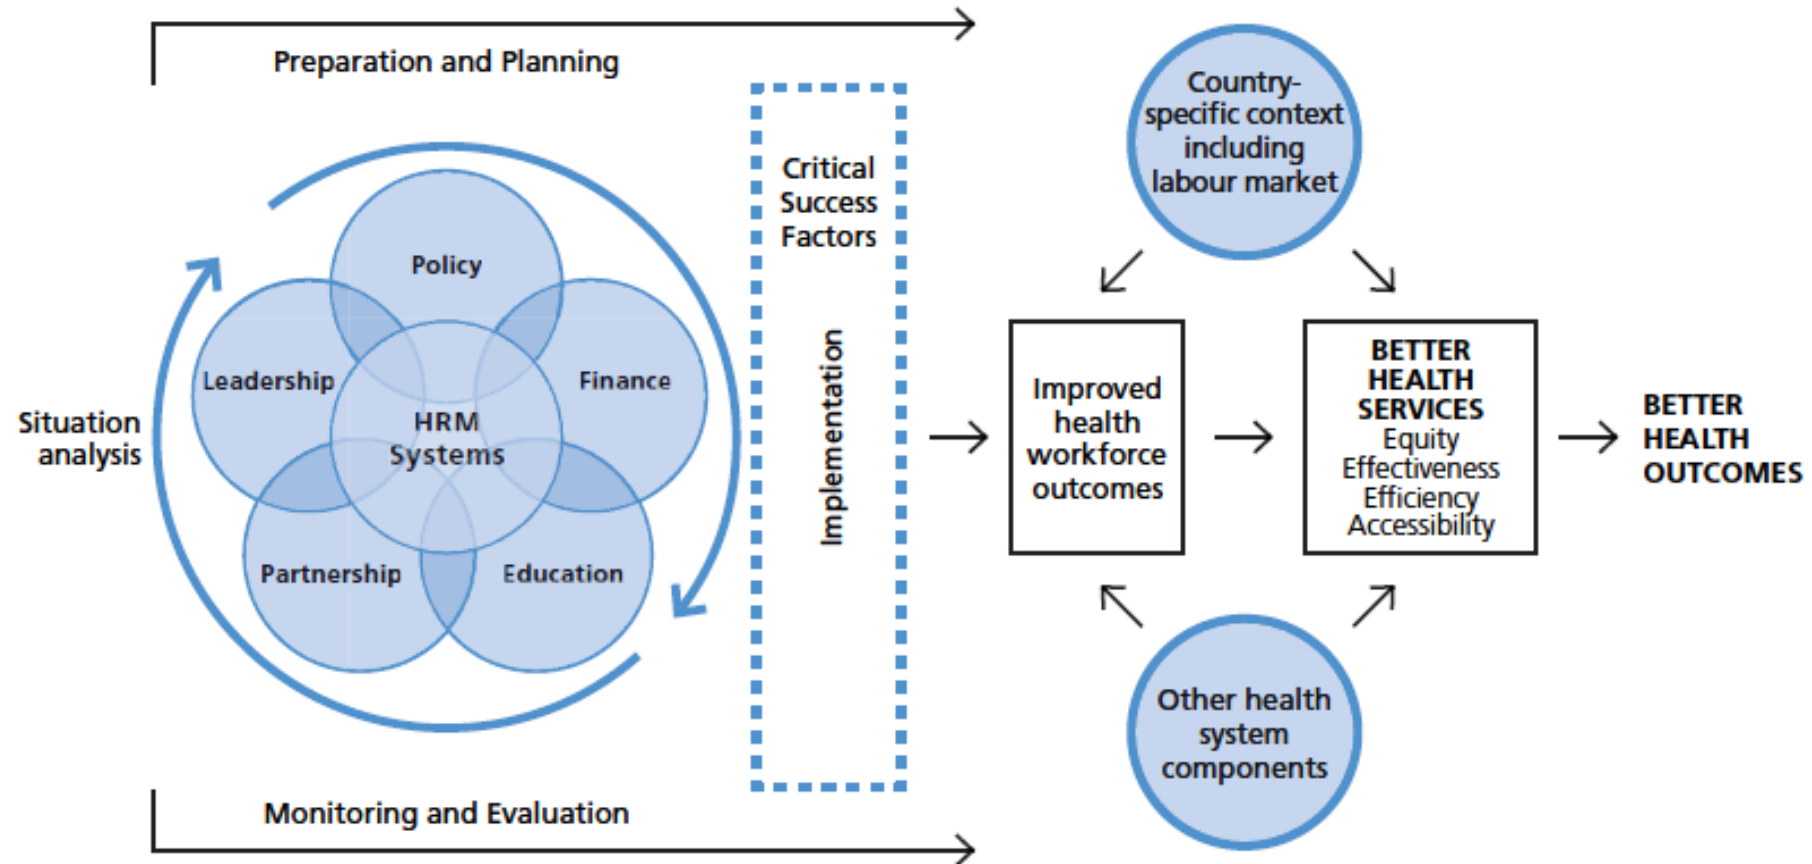 Preparation and Planning
Situation
analysis
Policy
Leadership
Finance
HRM
Systems
Partnership
Education
Monitoring and Evaluation
Critical
Success
Factors
Implementation
Country-
specific context
including
labour market
Improved
health
workforce
outcomes
BETTER
HEALTH
SERVICES
Equity
Effectiveness
Efficiency
Accessibility
Other health
system
components
BETTER
HEALTH
OUTCOMES